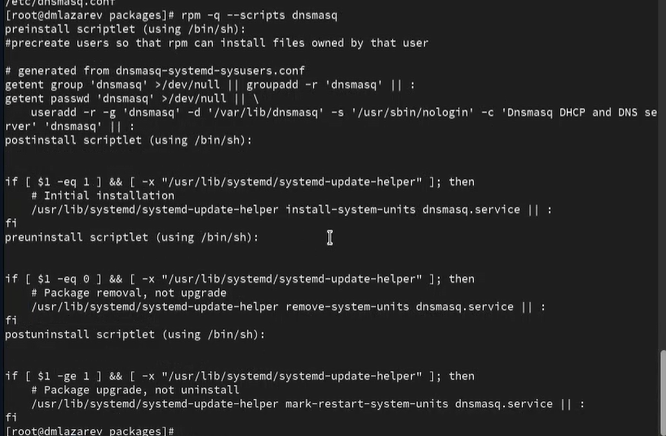 /etc/dnsmasq.conf
[root@dmlazarev packages]# rpm -q --scripts dnsmasq
preinstall scriptlet (using /bin/sh):
#precreate users so that rpm can install files owned by that user

# generated from dnsmasq-systemd-sysusers.conf
getent group 'dnsmasq' >/dev/null || groupadd -r 'dnsmasq' || :
getent passwd 'dnsmasq' >/dev/null || \
    useradd -r -g 'dnsmasq' -d '/var/lib/dnsmasq' -s '/usr/sbin/nologin' -c 'Dnsmasq DHCP and DNS se
rver' 'dnsmasq' || :
postinstall scriptlet (using /bin/sh):


if [ $1 -eq 1 ] && [ -x "/usr/lib/systemd/systemd-update-helper" ]; then
    # Initial installation
    /usr/lib/systemd/systemd-update-helper install-system-units dnsmasq.service || :
fi
preuninstall scriptlet (using /bin/sh):


if [ $1 -eq 0 ] && [ -x "/usr/lib/systemd/systemd-update-helper" ]; then
    # Package removal, not upgrade
    /usr/lib/systemd/systemd-update-helper remove-system-units dnsmasq.service || :
fi
postuninstall scriptlet (using /bin/sh):


if [ $1 -ge 1 ] && [ -x "/usr/lib/systemd/systemd-update-helper" ]; then
    # Package upgrade, not uninstall
    /usr/lib/systemd/systemd-update-helper mark-restart-system-units dnsmasq.service || :
fi
[root@dmlazarev packages]#